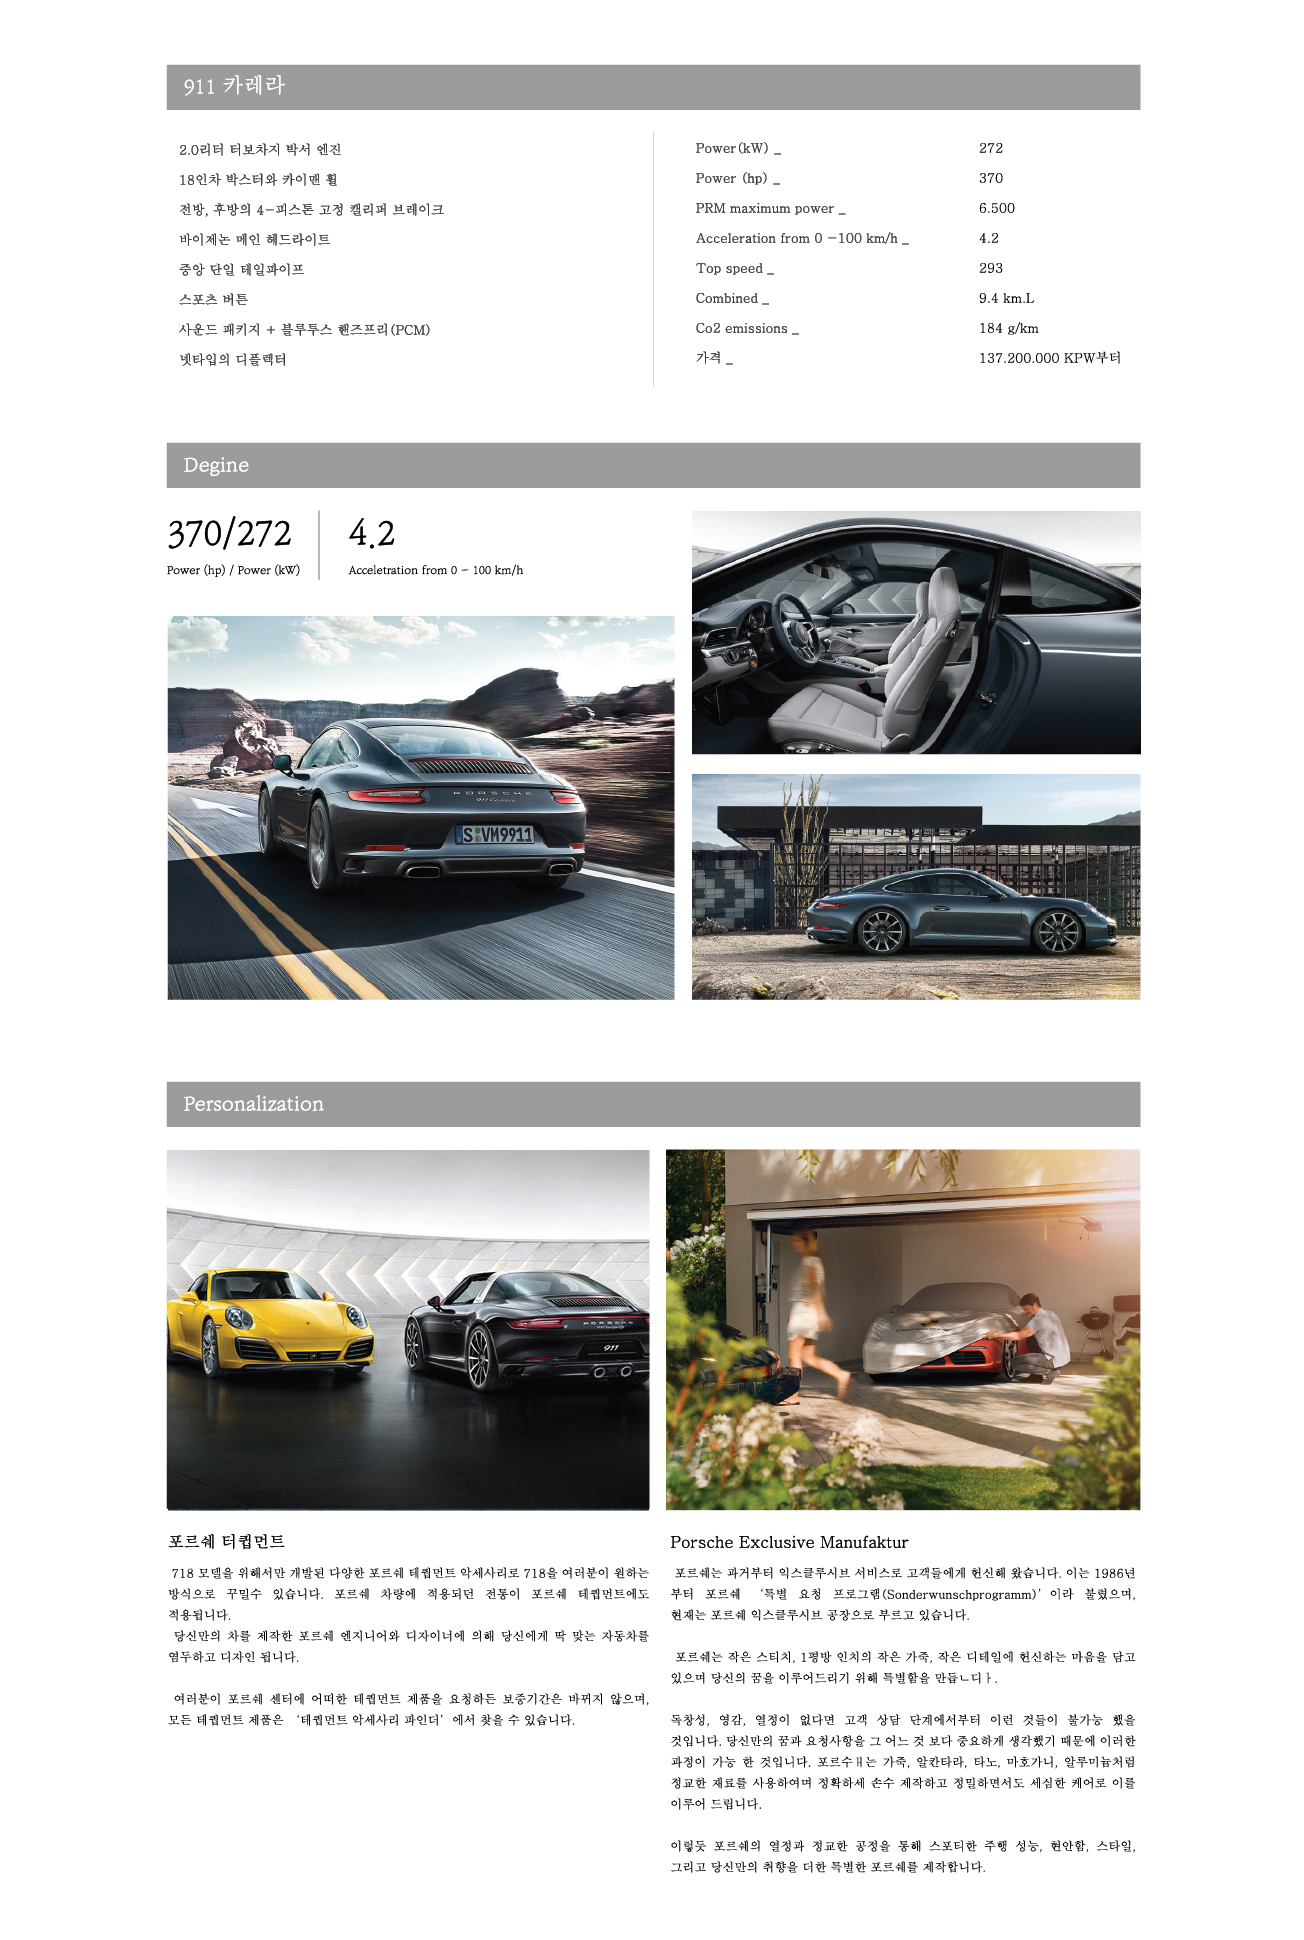 911 카레라
2.0리터 터보차지 박서 엔진
18인차 박스터와 카이맨 휠
전방, 후방의 4-피스톤 고정 캘리퍼 브레이크
바이제논 메인 헤드라이트
중앙 단일 테일파이프
스포츠 버튼
사운드 패키지 + 블루투스 핸즈프리(PCM)
넷타입의 디플렉터
Power(kW) _ 272
Power (hp) _ 370
PRM maximum power _ 6.500
Acceleration from 0 -100 km/h _ 4.2
Top speed _ 293
Combined _ 9.4 km.L
Co2 emissions _ 184 g/km
가격 _ 137.200.000 KPW부터
Degine
370/272
Power (hp) / Power (kW)
4.2
Acceletration from 0 - 100 km/h
PORSCHE
911 Carrera
S VM9911
Personalization
PORSCHE
911
포르쉐 터큅먼트
718 모델을 위해서만 개발된 다양한 포르쉐 테큅먼트 악세사리로 718을 여러분이 원하는
방식으로 꾸밀수 있습니다. 포르쉐 차량에 적용되던 전통이 포르쉐 테큅먼트에도
적용됩니다.
당신만의 차를 제작한 포르쉐 엔지니어와 디자이너에 의해 당신에게 딱 맞는 자동차를
염두하고 디자인 됩니다.
여러분이 포르쉐 센터에 어떠한 테큅먼트 제품을 요청하든 보증기간은 바뀌지 않으며,
모든 테큅먼트 제품은 ‘테큅먼트 악세사리 파인더’ 에서 찾을 수 있습니다.
Porsche Exclusive Manufaktur
포르쉐는 과거부터 익스클루시브 서비스로 고객들에게 헌신해 왔습니다. 이는 1986년
부터 포르쉐 ‘특별 요청 프로그램(Sonderwunschprogramm)’ 이라 불렸으며,
현재는 포르쉐 익스클루시브 공장으로 부르고 있습니다.
포르쉐는 작은 스티치, 1평방 인치의 작은 가죽, 작은 디테일에 헌신하는 마음을 담고
있으며 당신의 꿈을 이루어드리기 위해 특별함을 만듭ㄴ디ㅏ.
독창성, 영감, 열정이 없다면 고객 상담 단계에서부터 이런 것들이 불가능 했을
것입니다. 당신만의 꿈과 요청사항을 그 어느 것 보다 중요하게 생각했기 때문에 이러한
과정이 가능 한 것입니다. 포르수ㅐ는 가죽, 알칸타라, 타노, 마호가니, 알루미늄처럼
정교한 재료를 사용하여며 정확하세 손수 제작하고 정밀하면서도 세심한 케어로 이를
이루어 드립니다.
이렇듯 포르쉐의 열정과 정교한 공정을 통해 스포티한 주행 성능, 현안함, 스타일,
그리고 당신만의 취향을 더한 특별한 포르쉐를 제작합니다.